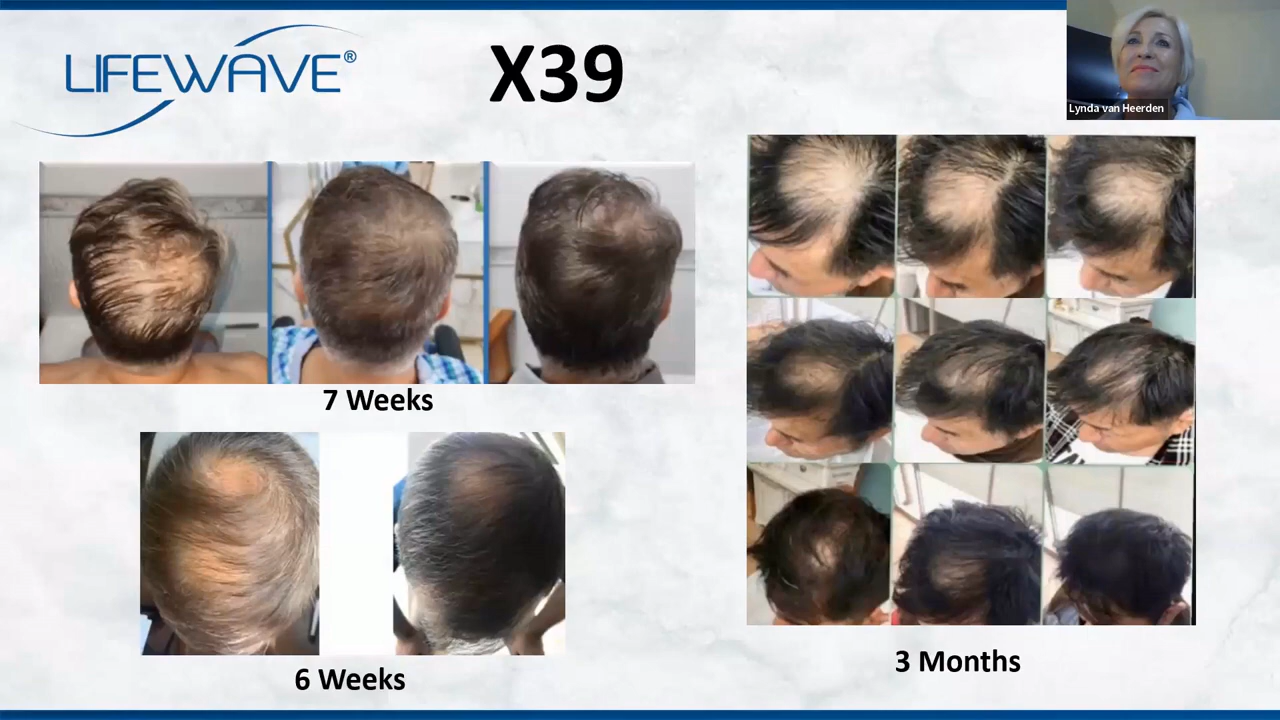 LIFEWAVE®
X39
Lynda van Heerden
7 Weeks
6 Weeks
3 Months